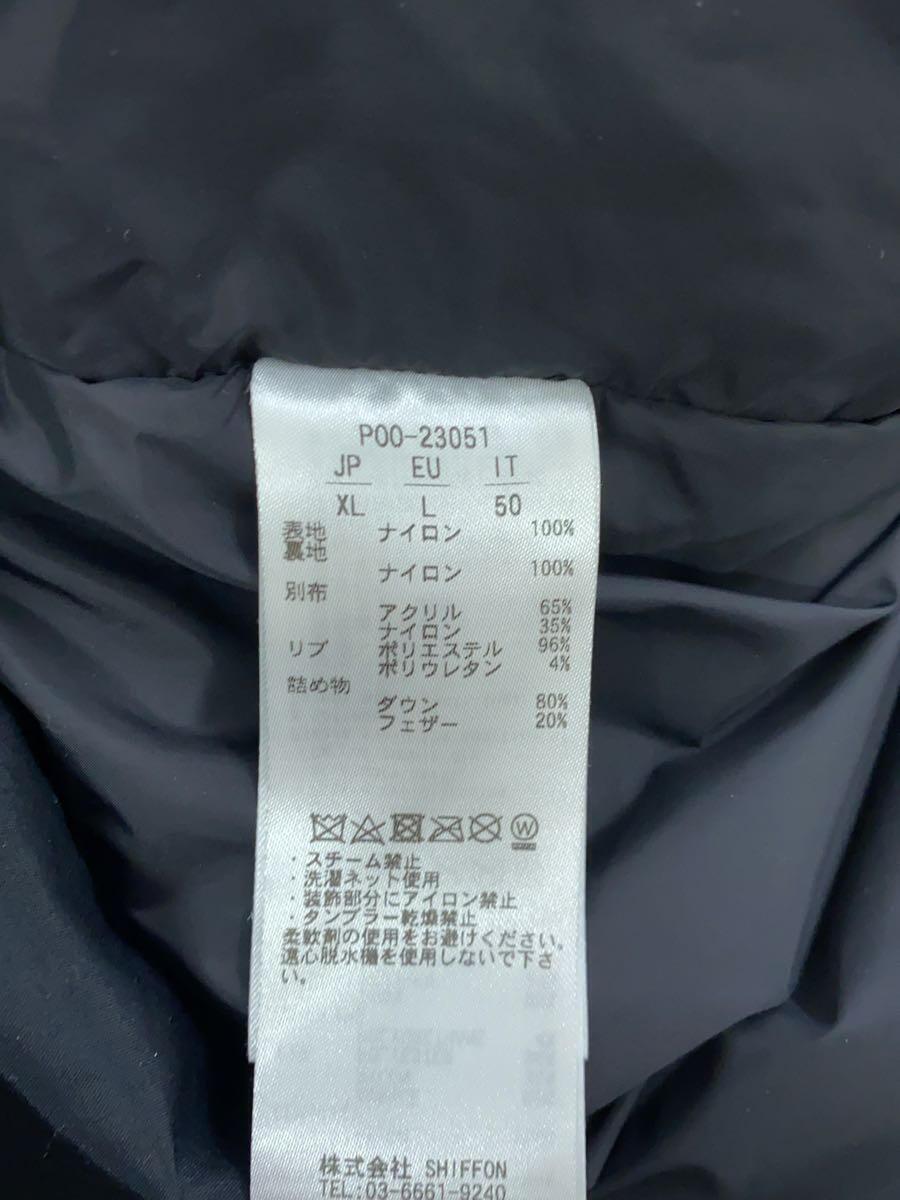 P00-23051
JP EU IT
XL L 50
表地 ナイロン 100%
裏地
ナイロン 100%
別布
アクリル 65%
ナイロン 35%
リブ ポリエステル 96%
ポリウレタン 4%
詰め物
ダウン 80%
フェザー 20%
W
・スチーム禁止
・洗濯ネット使用
・装飾部分にアイロン禁止
・タンブラー乾燥禁止
柔軟剤の使用をお避けください。
遠心脱水機を使用しないで下さ
い。
株式会社 SHIFFON
TEL:03-6661-9240